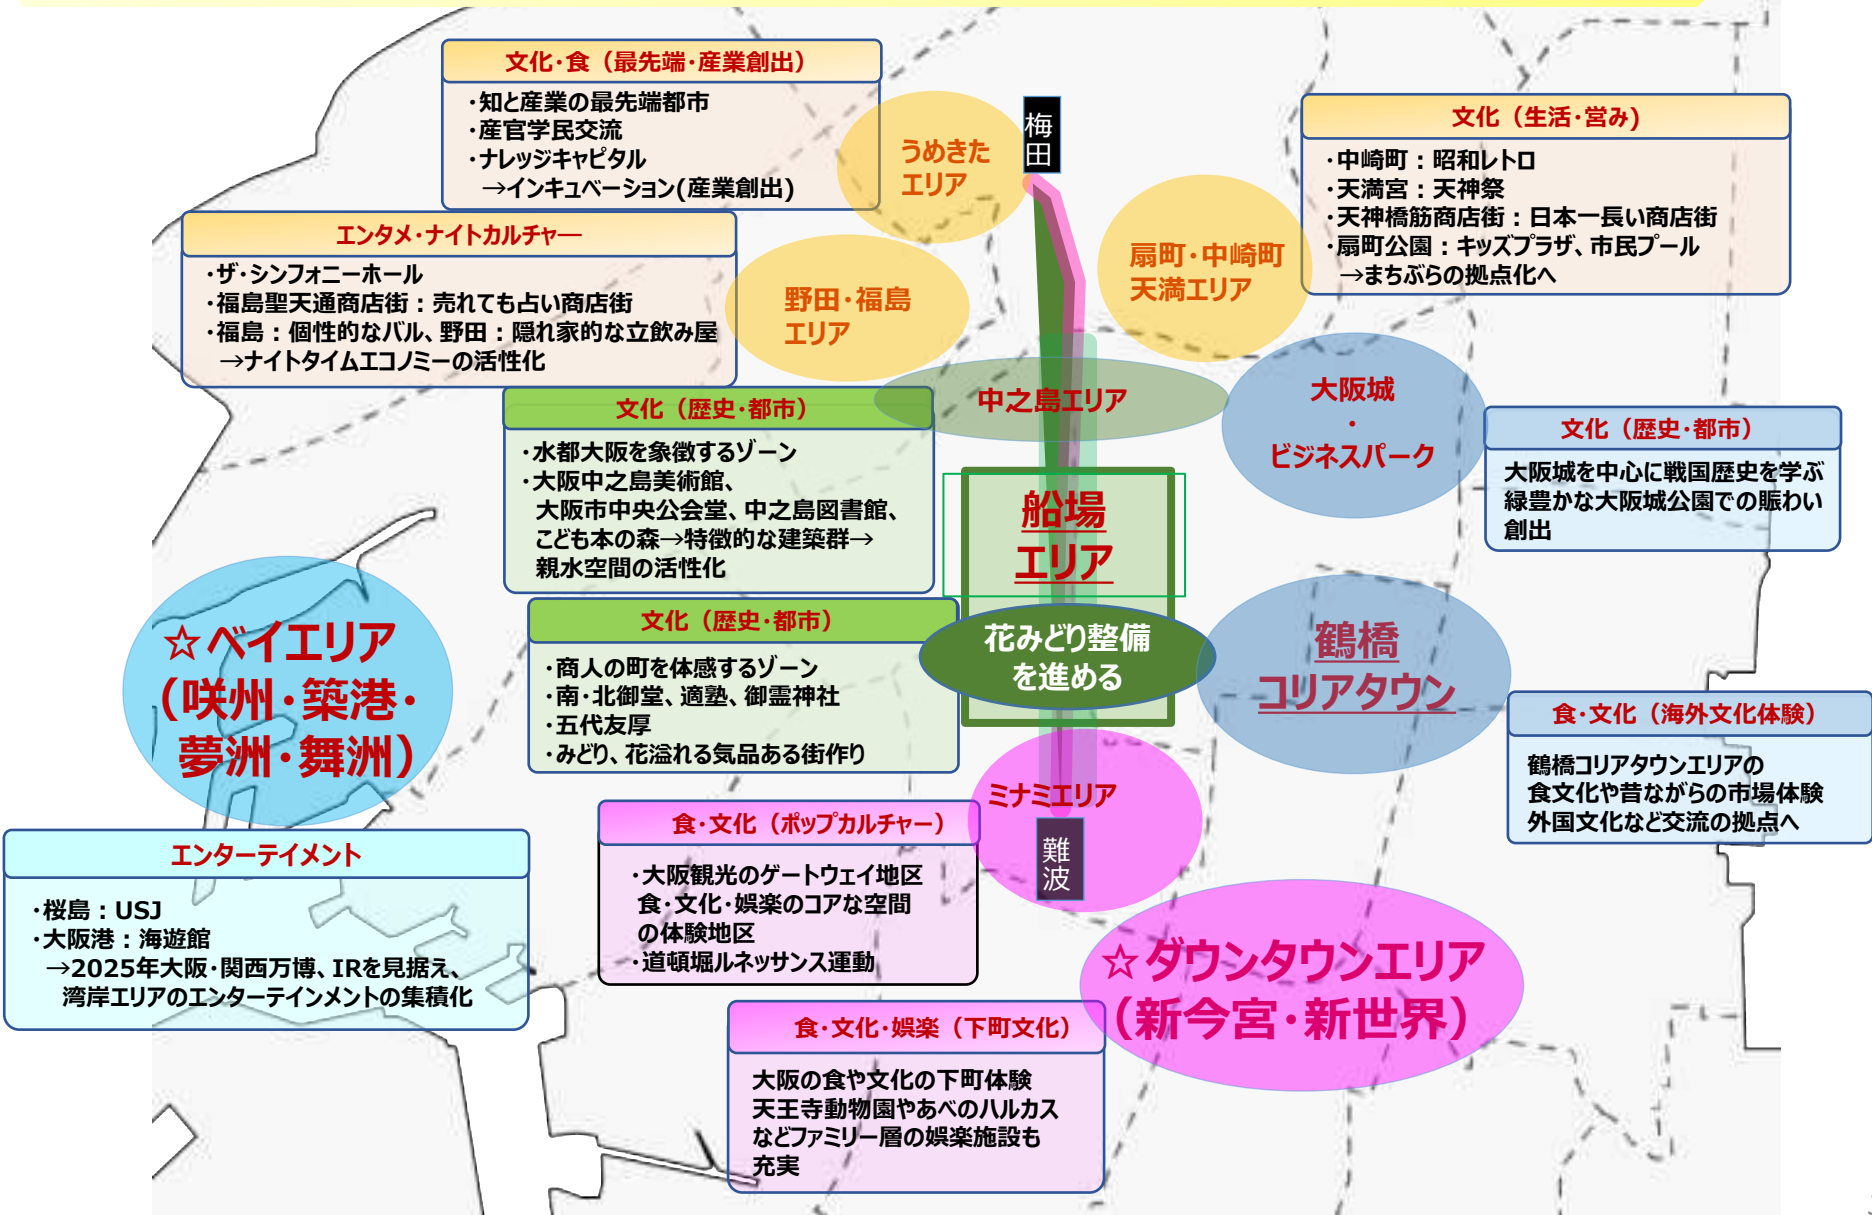 文化・食（最先端・産業創出）
・知と産業の最先端都市
・産官学民交流
・ナレッジキャピタル
→インキュベーション(産業創出)
うめきた
エリア
梅田
文化（生活・営み)
・中崎町：昭和レトロ
・天満宮：天神祭
・天神橋筋商店街：日本一長い商店街
・扇町公園：キッズプラザ、市民プール
→まちぶらの拠点化へ
エンタメ・ナイトカルチャー
・ザ・シンフォニーホール
・福島聖天通商店街：売れても占い商店街
・福島：個性的なバル、野田：隠れ家的な立飲み屋
→ナイトタイムエコノミーの活性化
野田・福島
エリア
扇町・中崎町
天満エリア
文化（歴史・都市）
・水都大阪を象徴するゾーン
・大阪中之島美術館、
大阪市中央公会堂、中之島図書館、
こども本の森→特徴的な建築群→
親水空間の活性化
中之島エリア
大阪城
・
ビジネスパーク
文化（歴史・都市）
大阪城を中心に戦国歴史を学ぶ
緑豊かな大阪城公園での賑わい
創出
船場
エリア
花みどり整備
を進める
文化（歴史・都市）
・商人の町を体感するゾーン
・南・北御堂、適塾、御霊神社
・五代友厚
・みどり、花溢れる気品ある街作り
鶴橋
コリアタウン
食・文化（海外文化体験）
鶴橋コリアタウンエリアの
食文化や昔ながらの市場体験
外国文化など交流の拠点へ
☆ベイエリア
（咲州・築港・
夢洲・舞洲）
エンターテイメント
・桜島：USJ
・大阪港：海遊館
→2025年大阪・関西万博、IRを見据え、
湾岸エリアのエンターテインメントの集積化
ミナミエリア
難波
食・文化（ポップカルチャー）
・大阪観光のゲートウェイ地区
食・文化・娯楽のコアな空間
の体験地区
・道頓堀ルネッサンス運動
☆ダウンタウンエリア
（新今宮・新世界）
食・文化・娯楽（下町文化）
大阪の食や文化の下町体験
天王寺動物園やあべのハルカス
などファミリー層の娯楽施設も
充実